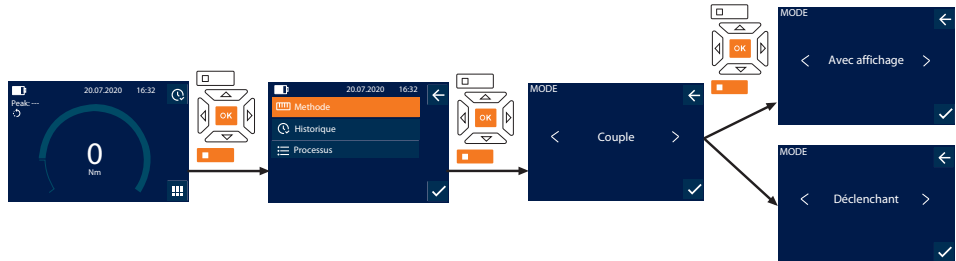 20.07.2020 16:32
Peak: ---
0
Nm
OK
20.07.2020 16:32
Methode
Historique
Processus
OK
MODE
Couple
OK
MODE
Avec affichage
MODE
Déclenchant